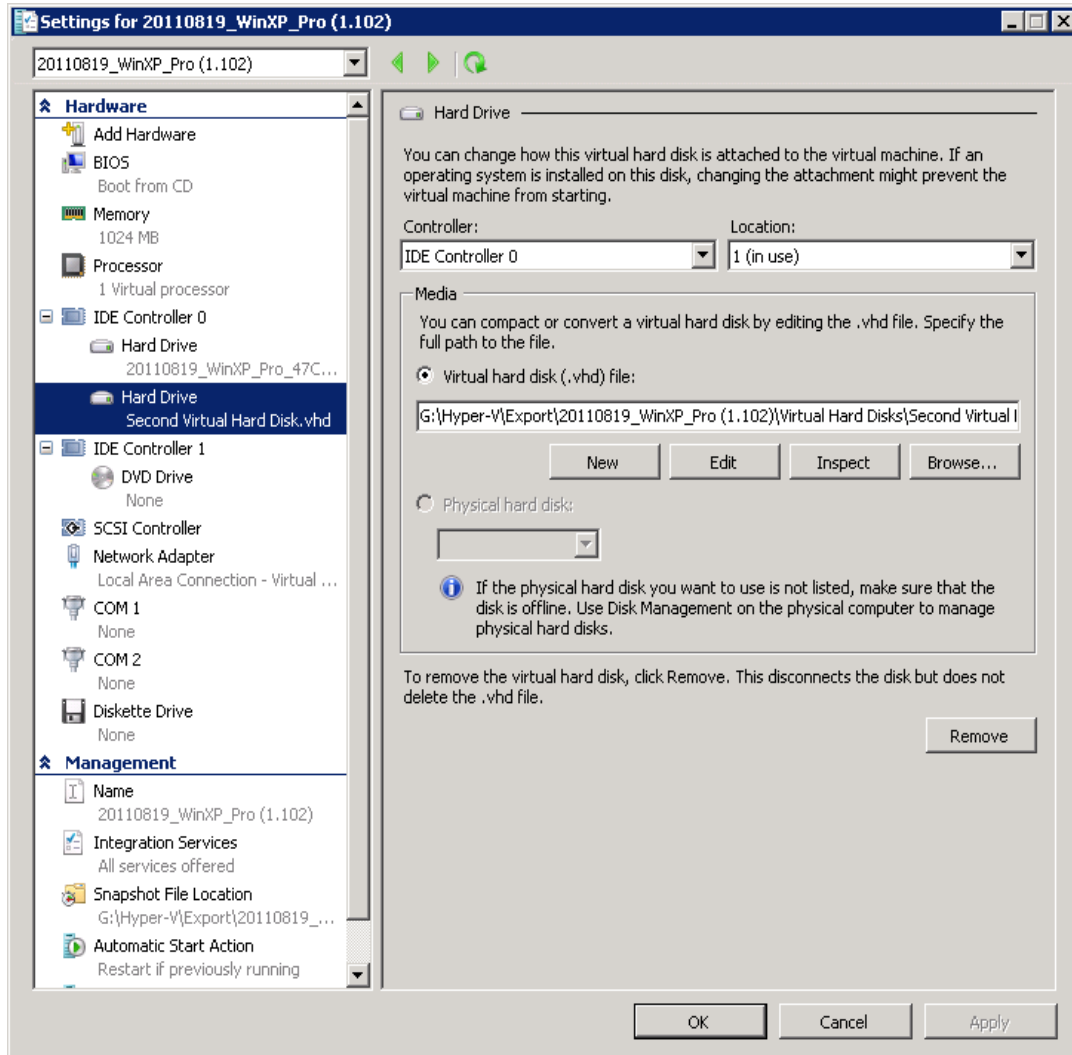 Settings for 20110819_WinXP_Pro (1.102)
20110819_WinXP_Pro (1.102)
Hardware
Add Hardware
BIOS
Boot from CD
Memory
1024 MB
Processor
1 Virtual processor
IDE Controller 0
Hard Drive
20110819_WinXP_Pro_47C...
Hard Drive
Second Virtual Hard Disk.vhd
IDE Controller 1
DVD Drive
None
SCSI Controller
Network Adapter
Local Area Connection - Virtual ...
COM 1
None
COM 2
None
Diskette Drive
None
Management
Name
20110819_WinXP_Pro (1.102)
Integration Services
All services offered
Snapshot File Location
G:\Hyper-V\Export\20110819_...
Automatic Start Action
Restart if previously running
Hard Drive
You can change how this virtual hard disk is attached to the virtual machine. If an
operating system is installed on this disk, changing the attachment might prevent the
virtual machine from starting.
Controller:
Location:
IDE Controller 0
1 (in use)
Media
You can compact or convert a virtual hard disk by editing the .vhd file. Specify the
full path to the file.
Virtual hard disk (.vhd) file:
G:\Hyper-V\Export\20110819_WinXP_Pro (1.102)\Virtual Hard Disks\Second Virtual
New
Edit
Inspect
Browse...
Physical hard disk:
If the physical hard disk you want to use is not listed, make sure that the
disk is offline. Use Disk Management on the physical computer to manage
physical hard disks.
To remove the virtual hard disk, click Remove. This disconnects the disk but does not
delete the .vhd file.
Remove
OK
Cancel
Apply